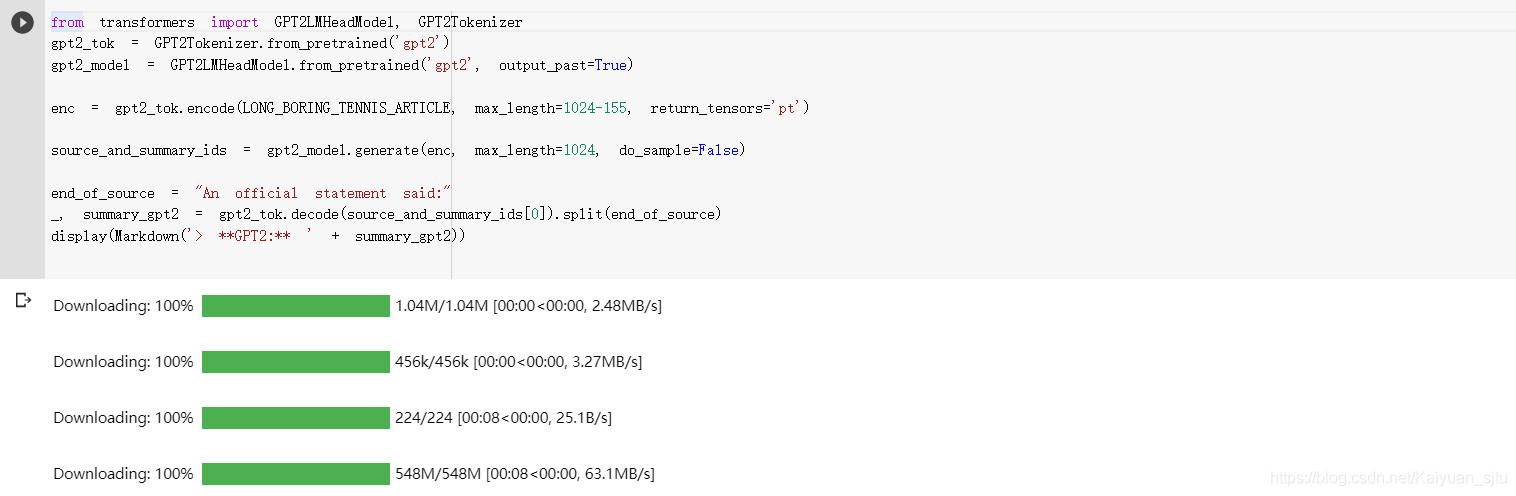 from transformers import GPT2LMHeadModel, GPT2Tokenizer
gpt2_tok = GPT2Tokenizer.from_pretrained('gpt2')
gpt2_model = GPT2LMHeadModel.from_pretrained('gpt2', output_past=True)
enc = gpt2_tok.encode(LONG_BORING_TENNIS_ARTICLE, max_length=1024-155, return_tensors='pt')
source_and_summary_ids = gpt2_model.generate(enc, max_length=1024, do_sample=False)
end_of_source = "An official statement said:"
_, summary_gpt2 = gpt2_tok.decode(source_and_summary_ids[0]).split(end_of_source)
display(Markdown('> **GPT2:** ' + summary_gpt2))
Downloading: 100% 1.04M/1.04M [00:00<00:00, 2.48MB/s]
Downloading: 100% 456k/456k [00:00<00:00, 3.27MB/s]
Downloading: 100% 224/224 [00:08<00:00, 25.1B/s]
Downloading: 100% 548M/548M [00:08<00:00, 63.1MB/s]
https://blog.csdn.net/Kaiyuan_sjtu